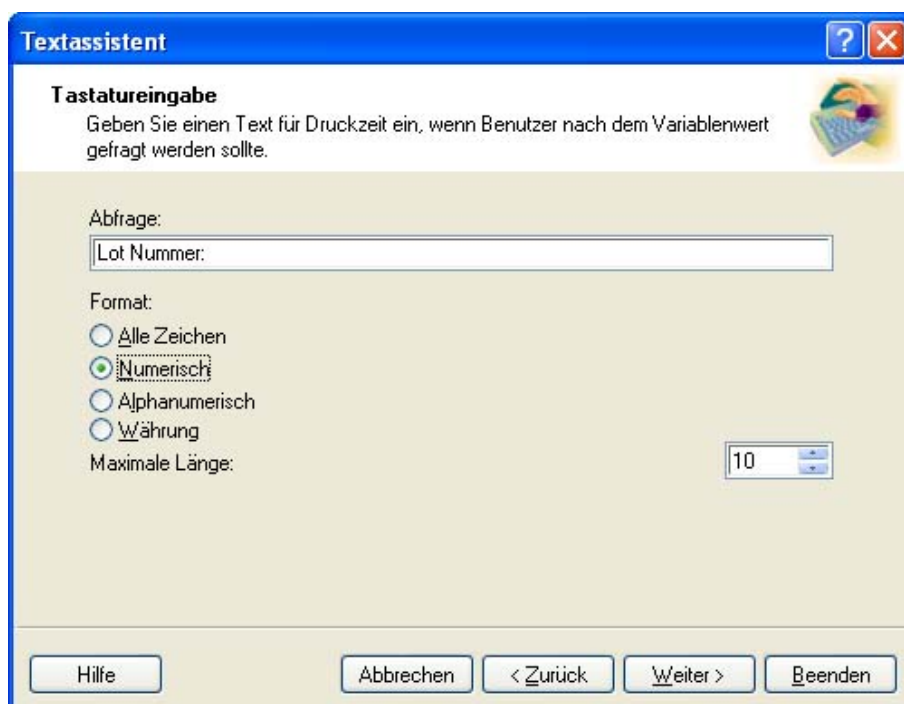 Textassistent
?
Tastatureingabe
Geben Sie einen Text für Druckzeit ein, wenn Benutzer nach dem Variablenwert
gefragt werden sollte.
Abfrage:
Lot Nummer:
Format:
Alle Zeichen
Numerisch
Alphanumerisch
Währung
Maximale Länge: 10
Hilfe Abbrechen < Zurück Weiter > Beenden